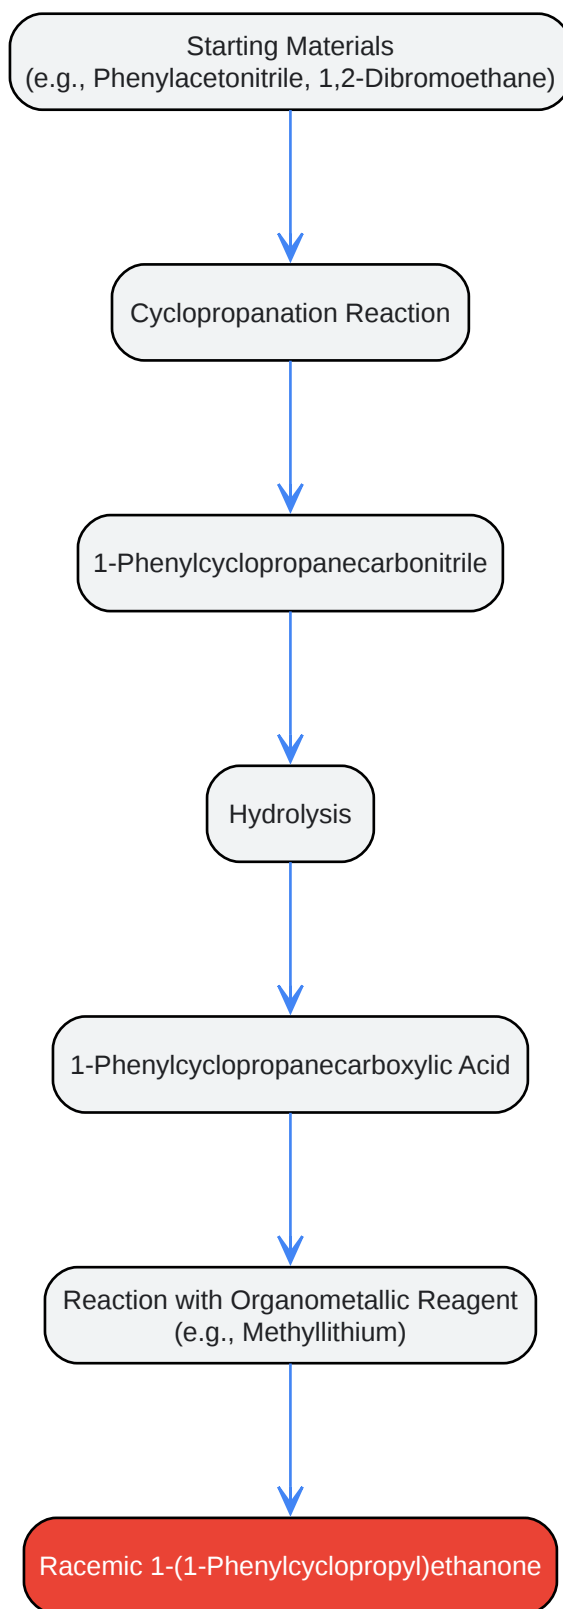 Starting Materials
(e.g., Phenylacetonitrile, 1,2-Dibromoethane)
Cyclopropanation Reaction
1-Phenylcyclopropanecarbonitrile
Hydrolysis
1-Phenylcyclopropanecarboxylic Acid
Reaction with Organometallic Reagent
(e.g., Methyllithium)
Racemic 1-(1-Phenylcyclopropyl)ethanone